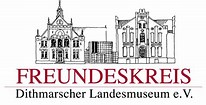 FREUNDESKREIS
Dithmarscher Landesmuseum e.V.